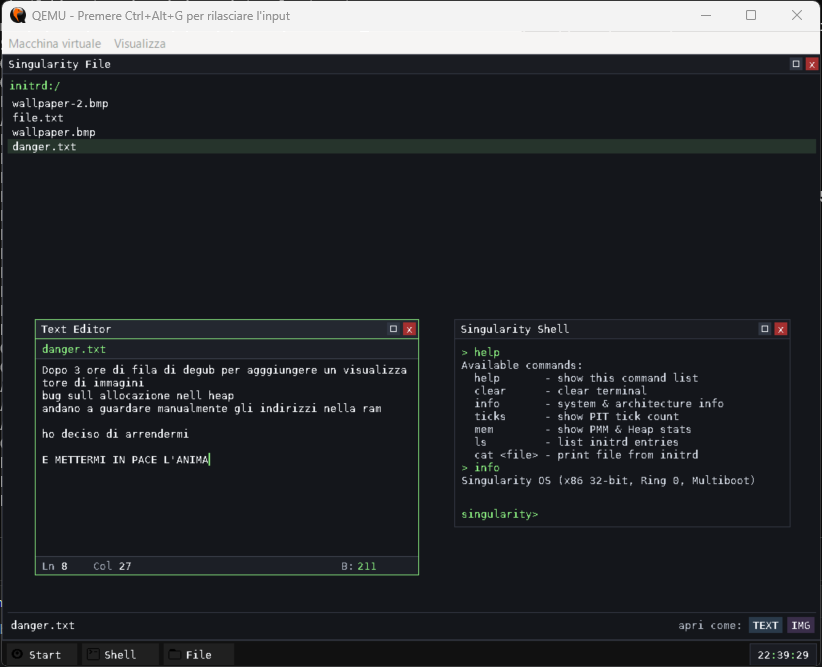 QEMU - Premere Ctrl+Alt+G per rilasciare l'input
Macchina virtuale Visualizza
Singularity File
x
initrd:/
wallpaper-2.bmp
file.txt
wallpaper.bmp
danger.txt
Text Editor
x
danger.txt
Dopo 3 ore di fila di degub per agggiungere un visualizza
tore di immagini
bug sull allocazione nell heap
andano a guardare manualmente gli indirizzi nella ram
ho deciso di arrendermi
E METTERMI IN PACE L'ANIMA
Ln 8 Col 27 B: 211
Singularity Shell
x
> help
Available commands:
help - show this command list
clear - clear terminal
info - system & architecture info
ticks - show PIT tick count
mem - show PMM & Heap stats
ls - list initrd entries
cat <file> - print file from initrd
> info
Singularity OS (x86 32-bit, Ring 0, Multiboot)
singularity>
danger.txt apri come: TEXT IMG
Start Shell File 22:39:29